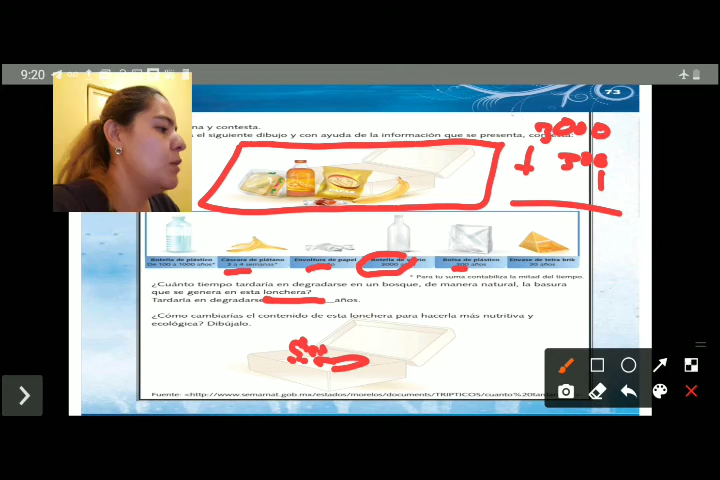 9:20
73
na y contesta.
el siguiente dibujo y con ayuda de la información que se presenta,
3000
+ 300
1
Botella de plástico
De 100 a 1000 años*
Cáscara de plátano
3 a 4 semanas*
Envoltura de papel
Botella de
Bolsa de plástico
Envase de tetra brik
30 años
* Para tu suma contabiliza la mitad del tiempo.
¿Cuánto tiempo tardaría en degradarse en un bosque, de manera natural, la basura
que se genera en esta lonchera?
Tardaría en degradarse años.
¿Cómo cambiarías el contenido de esta lonchera para hacerla más nutritiva y
ecológica? Dibújalo.
Fuente: <http://www.semarnat.gob.mx/estados/morelos/documents/TRIPTICOS/cuanto%20